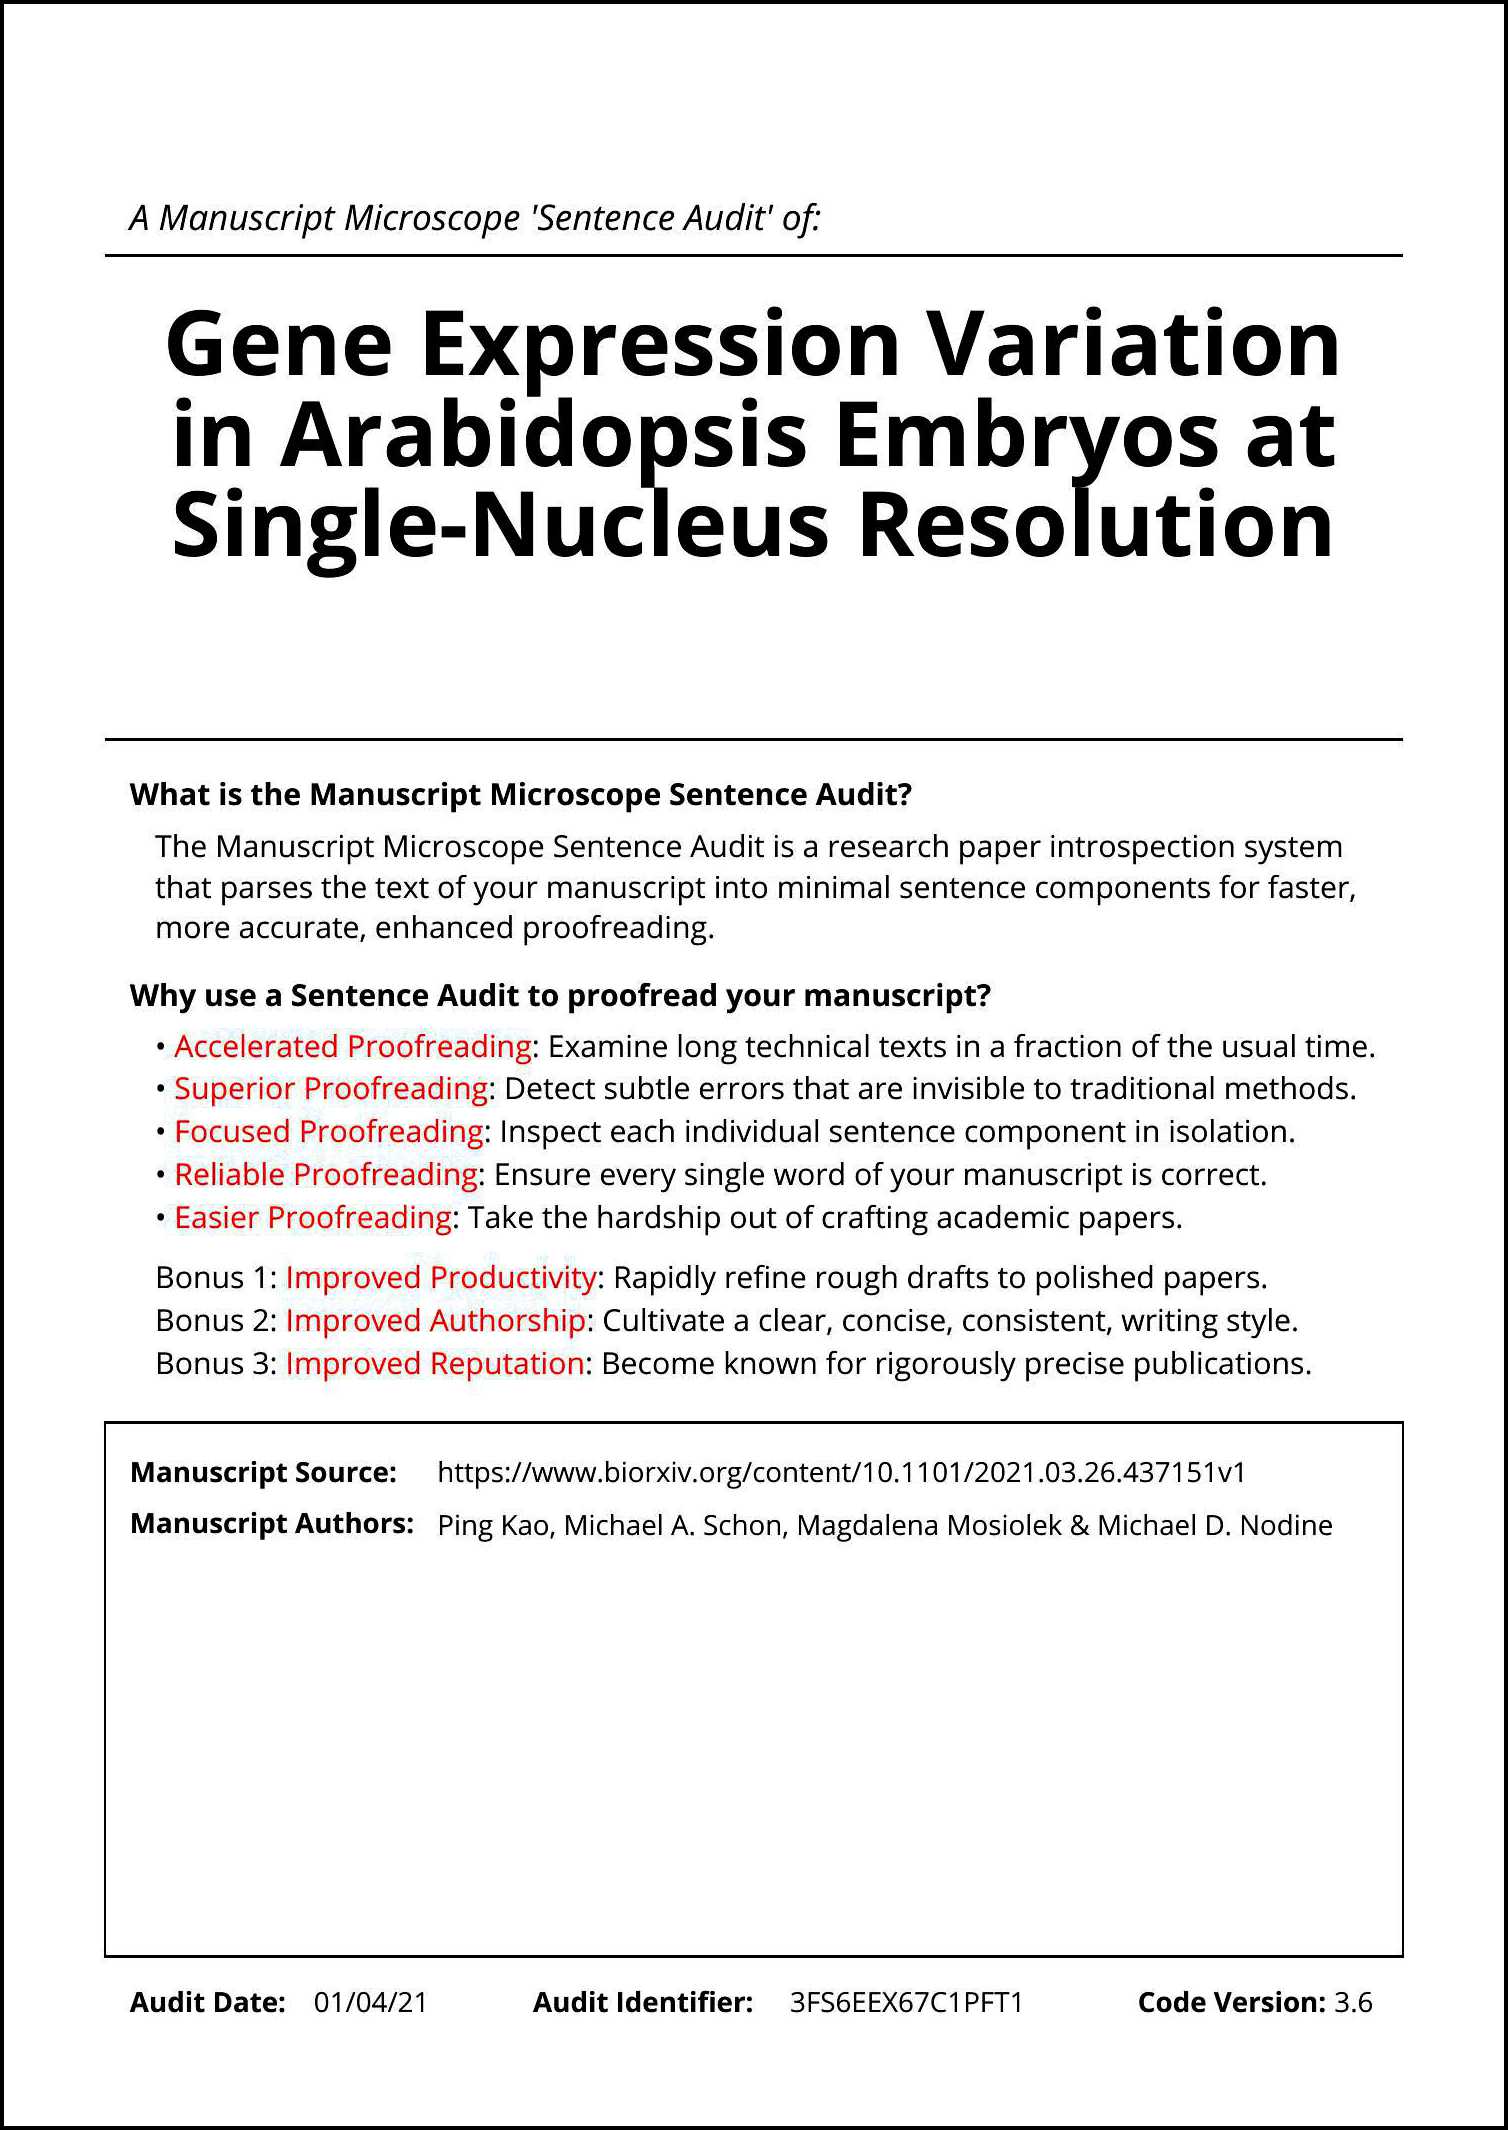 A Manuscript Microscope 'Sentence Audit' of:
Gene Expression Variation
in Arabidopsis Embryos at
Single-Nucleus Resolution
What is the Manuscript Microscope Sentence Audit?
The Manuscript Microscope Sentence Audit is a research paper introspection system
that parses the text of your manuscript into minimal sentence components for faster,
more accurate, enhanced proofreading.
Why use a Sentence Audit to proofread your manuscript?
• Accelerated Proofreading: Examine long technical texts in a fraction of the usual time.
• Superior Proofreading: Detect subtle errors that are invisible to traditional methods.
• Focused Proofreading: Inspect each individual sentence component in isolation.
• Reliable Proofreading: Ensure every single word of your manuscript is correct.
• Easier Proofreading: Take the hardship out of crafting academic papers.
Bonus 1: Improved Productivity: Rapidly refine rough drafts to polished papers.
Bonus 2: Improved Authorship: Cultivate a clear, concise, consistent, writing style.
Bonus 3: Improved Reputation: Become known for rigorously precise publications.
Manuscript Source: https://www.biorxiv.org/content/10.1101/2021.03.26.437151v1
Manuscript Authors: Ping Kao, Michael A. Schon, Magdalena Mosiolek & Michael D. Nodine
Audit Date: 01/04/21 Audit Identifier: 3FS6EEX67C1PFT1 Code Version: 3.6